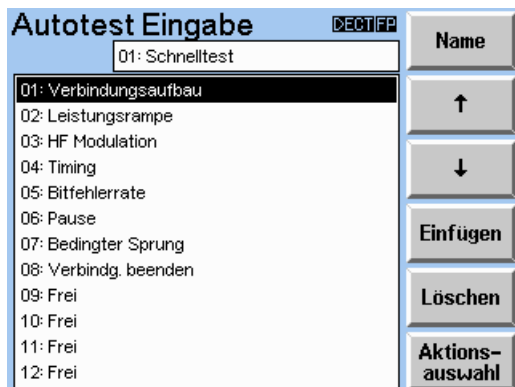 Autotest Eingabe
DECT FP
01: Schnelltest
01: Verbindungsaufbau
02: Leistungsrampe
03: HF Modulation
04: Timing
05: Bitfehlerrate
06: Pause
07: Bedingter Sprung
08: Verbindg. beenden
09: Frei
10: Frei
11: Frei
12: Frei
Name
↑
↓
Einfügen
Löschen
Aktions-
auswahl